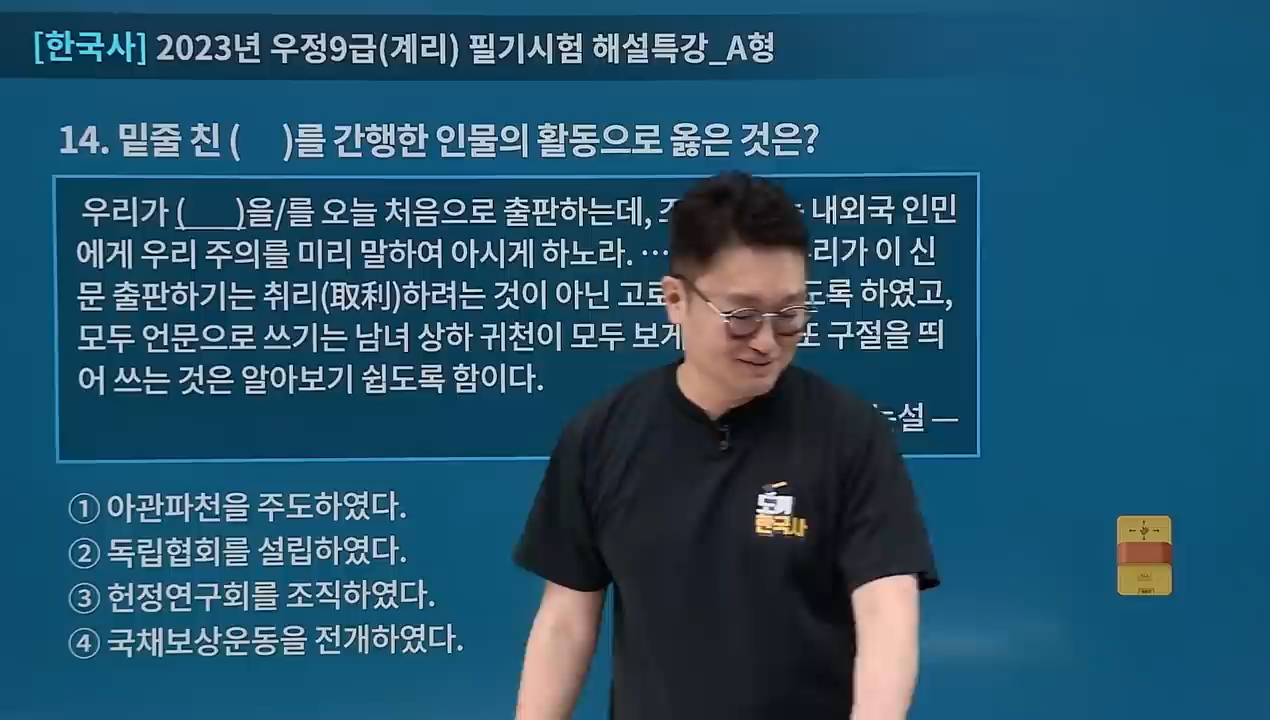 [한국사] 2023년 우정9급(계리) 필기시험 해설특강_A형
14. 밑줄 친 ( )를 간행한 인물의 활동으로 옳은 것은?
우리가 ( )을/를 오늘 처음으로 출판하는데, 내외국 인민
에게 우리 주의를 미리 말하여 아시게 하노라. … 이 신
문 출판하기는 취리(取利)하려는 것이 아닌 하였고,
모두 언문으로 쓰기는 남녀 상하 귀천이 모두 구절을 띄
어 쓰는 것은 알아보기 쉽도록 함이다.
① 아관파천을 주도하였다.
② 독립협회를 설립하였다.
③ 헌정연구회를 조직하였다.
④ 국채보상운동을 전개하였다.
한국사